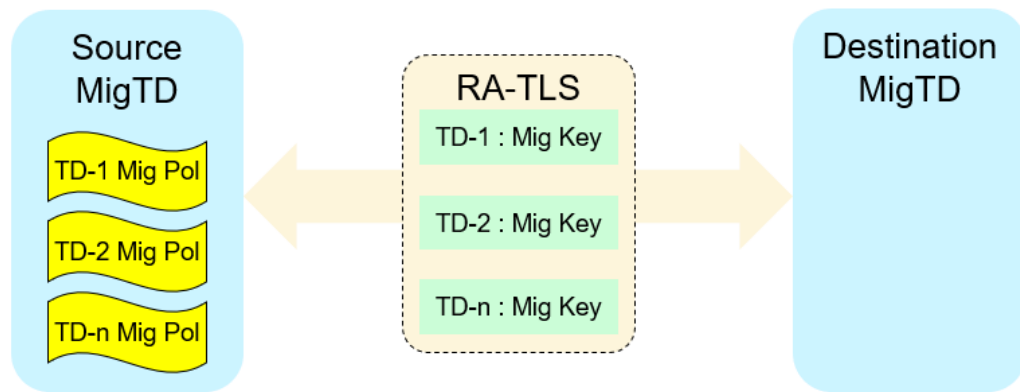 Source
MigTD
TD-1 Mig Pol
TD-2 Mig Pol
TD-n Mig Pol
RA-TLS
TD-1 : Mig Key
TD-2 : Mig Key
TD-n : Mig Key
Destination
MigTD